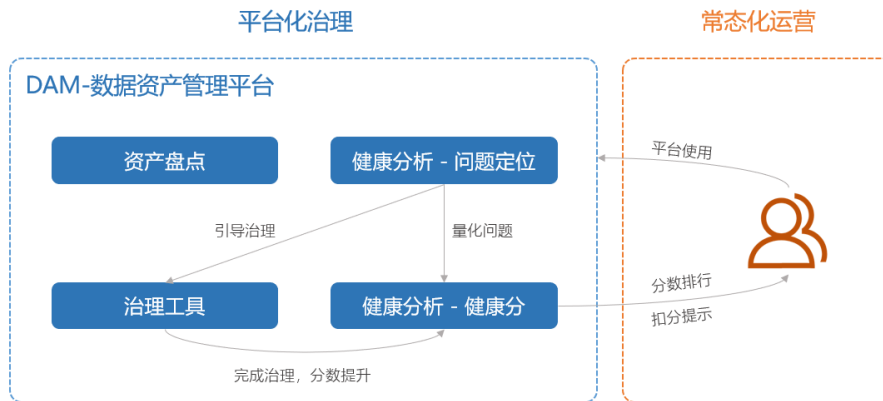 平台化治理
常态化运营
DAM-数据资产管理平台
资产盘点
健康分析 - 问题定位
平台使用
引导治理
量化问题
治理工具
健康分析 - 健康分
分数排行
扣分提示
完成治理，分数提升